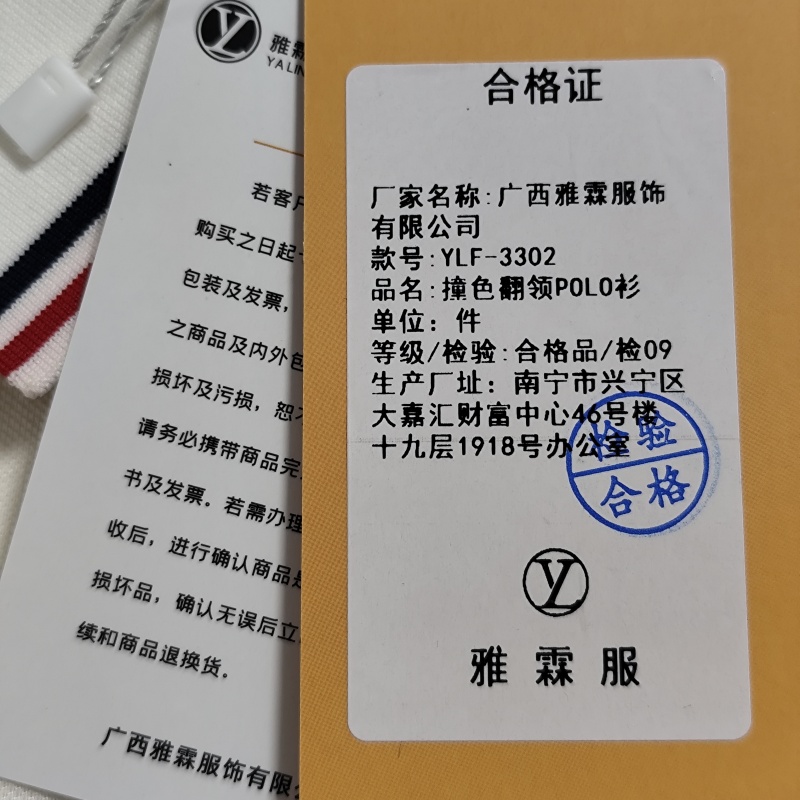 雅霖
YALIN
若客户
购买之日起
包装及发票，
之商品及内外包
损坏及污损，恕不
请务必携带商品完
书及发票。若需办理
收后，进行确认商品是
损坏品，确认无误后立
续和商品退换货。
广西雅霖服饰有限公
合格证
厂家名称：广西雅霖服饰
有限公司
款号：YLF-3302
品名：撞色翻领POLO衫
单位：件
等级/检验：合格品/检09
生产厂址：南宁市兴宁区
大嘉汇财富中心46号楼
十九层1918号办公室
检验
合格
Y
雅霖服